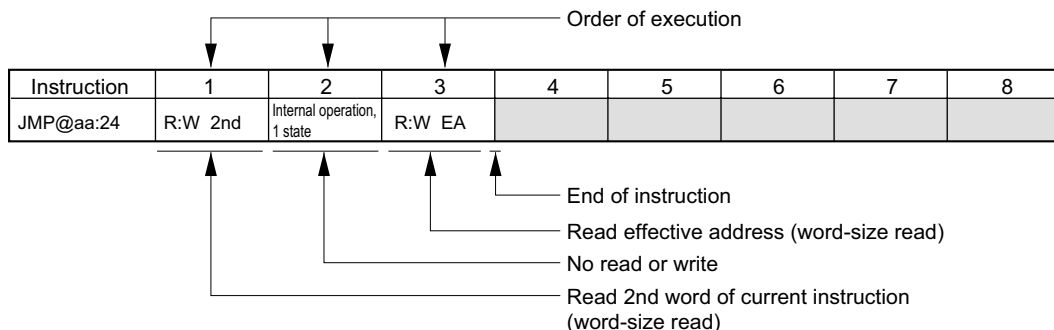 Order of execution
Instruction 1 2 3 4 5 6 7 8
JMP@aa:24 R:W 2nd Internal operation, 1 state R:W EA
End of instruction
Read effective address (word-size read)
No read or write
Read 2nd word of current instruction
(word-size read)